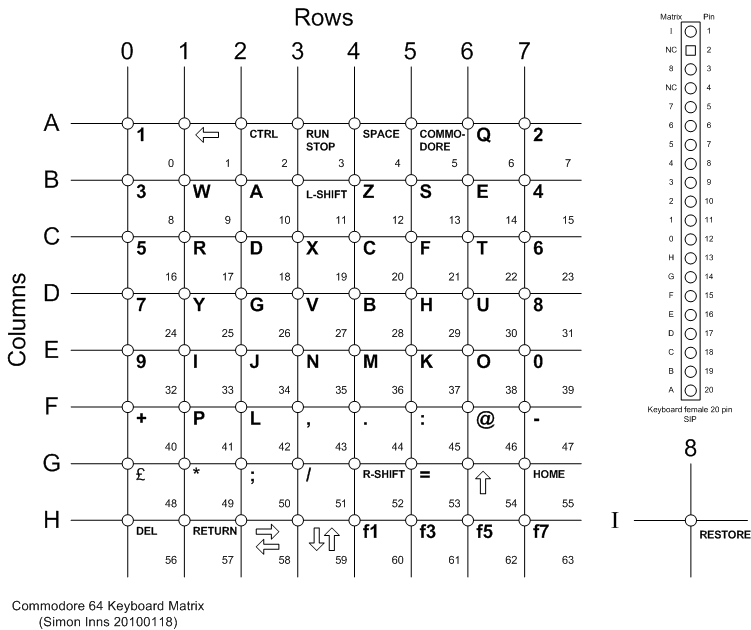 Rows
0 1 2 3 4 5 6 7
Columns
A
1 CTRL RUN STOP SPACE COMMO-DORE Q 2
0 1 2 3 4 5 6 7
B
3 W A L-SHIFT Z S E 4
8 9 10 11 12 13 14 15
C
5 R D X C F T 6
16 17 18 19 20 21 22 23
D
7 Y G V B H U 8
24 25 26 27 28 29 30 31
E
9 I J N M K O 0
32 33 34 35 36 37 38 39
F
+ P L , . : @ -
40 41 42 43 44 45 46 47
G
£ * ; / R-SHIFT = HOME
48 49 50 51 52 53 54 55
H
DEL RETURN f1 f3 f5 f7
56 57 58 59 60 61 62 63
Matrix Pin
I 1
NC 2
8 3
NC 4
7 5
6 6
5 7
4 8
3 9
2 10
1 11
0 12
H 13
G 14
F 15
E 16
D 17
C 18
B 19
A 20
Keyboard female 20 pin
SIP
8
I
RESTORE
Commodore 64 Keyboard Matrix
(Simon Inns 20100118)